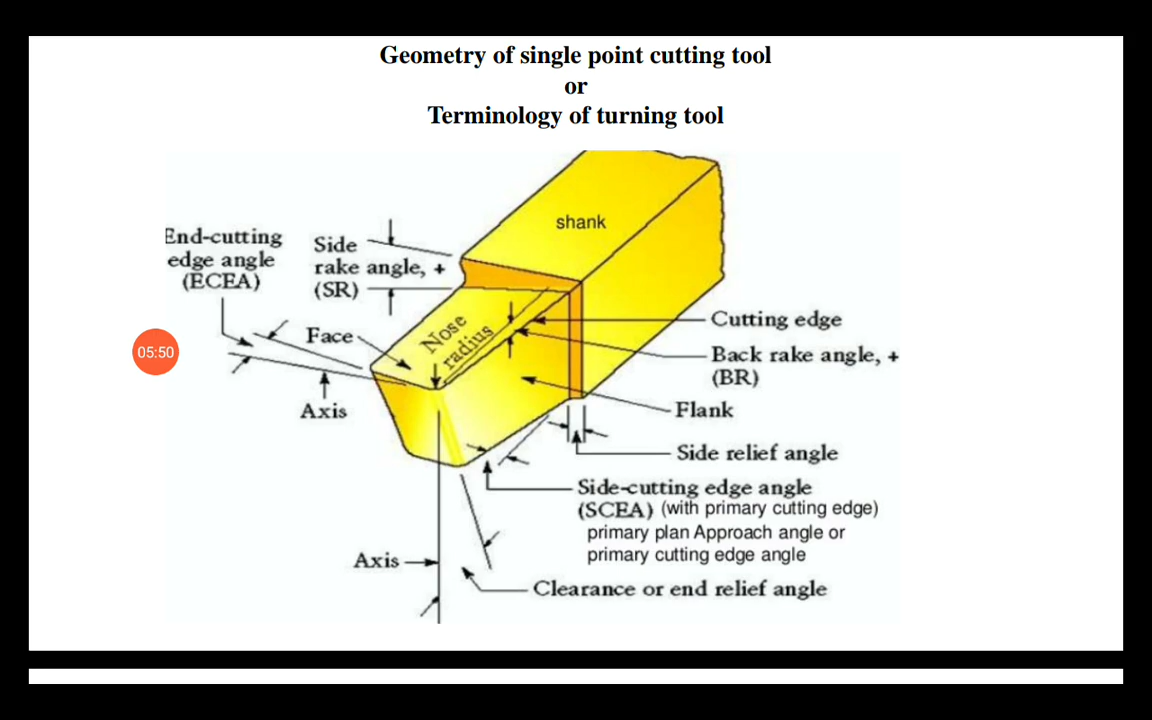 Geometry of single point cutting tool
or
Terminology of turning tool
shank
End-cutting
edge angle
(ECEA)
Side
rake angle, +
(SR)
Face
Nose
radius
Axis
05:50
Cutting edge
Back rake angle, +
(BR)
Flank
Side relief angle
Side-cutting edge angle
(SCEA) (with primary cutting edge)
primary plan Approach angle or
primary cutting edge angle
Axis
Clearance or end relief angle